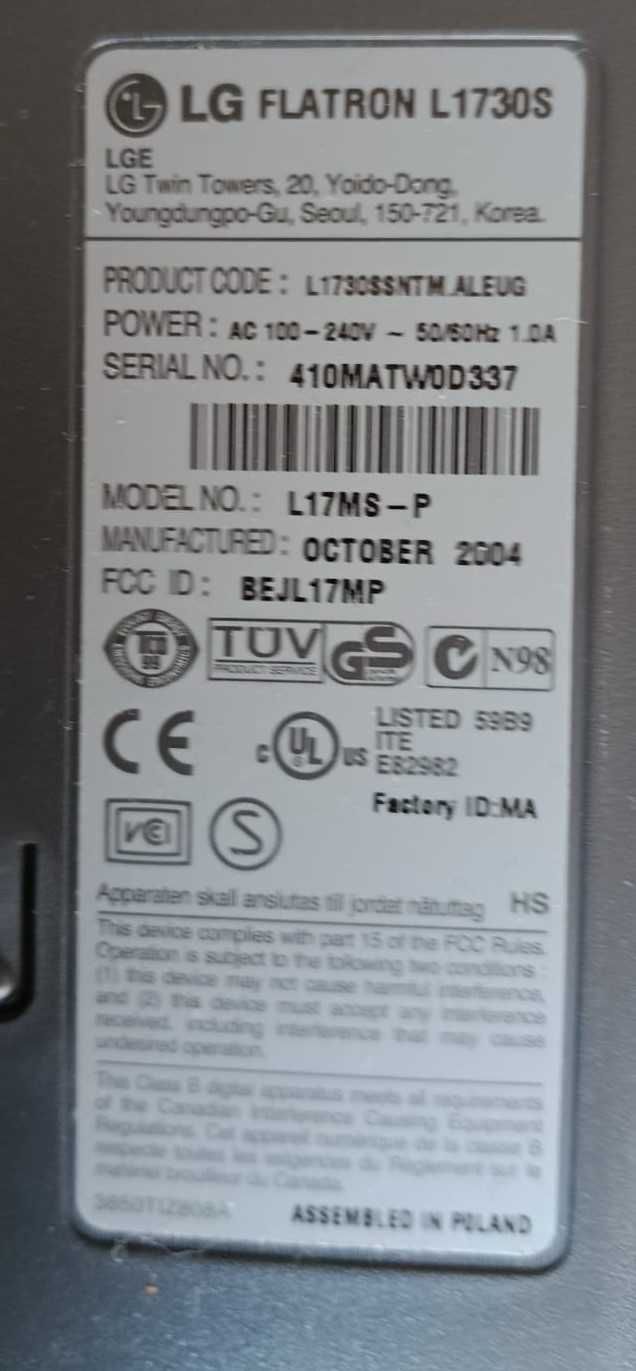 LG FLATRON L1730S
LGE
LG Twin Towers, 20, Yoido-Dong,
Youngdungpo-Gu, Seoul, 150-721, Korea.
PRODUCT CODE : L1730SSNTM.ALEUG
POWER : AC 100-240V ~ 50/60Hz 1.0A
SERIAL NO. : 410MATW0D337
MODEL NO. : L17MS-P
MANUFACTURED : OCTOBER 2004
FCC ID : BEJL17MP
TCO 99
TÜV GS
PRODUCT SERVICE
N98
CE
C UL US
LISTED 59B9
ITE
E82982
Factory ID:MA
VCI S
Apparaten skall anslutas till jordat nätuttag HS
This device complies with part 15 of the FCC Rules.
Operation is subject to the following two conditions :
(1) this device may not cause harmful interference,
and (2) this device must accept any interference
received, including interference that may cause
undesired operation.
This Class B digital apparatus meets all requirements
of the Canadian Interference Causing Equipment
Regulations. Cet appareil numérique de la classe B
respecte toutes les exigences du Règlement sur le
matériel brouilleur du Canada.
3850TIZ808A ASSEMBLED IN POLAND